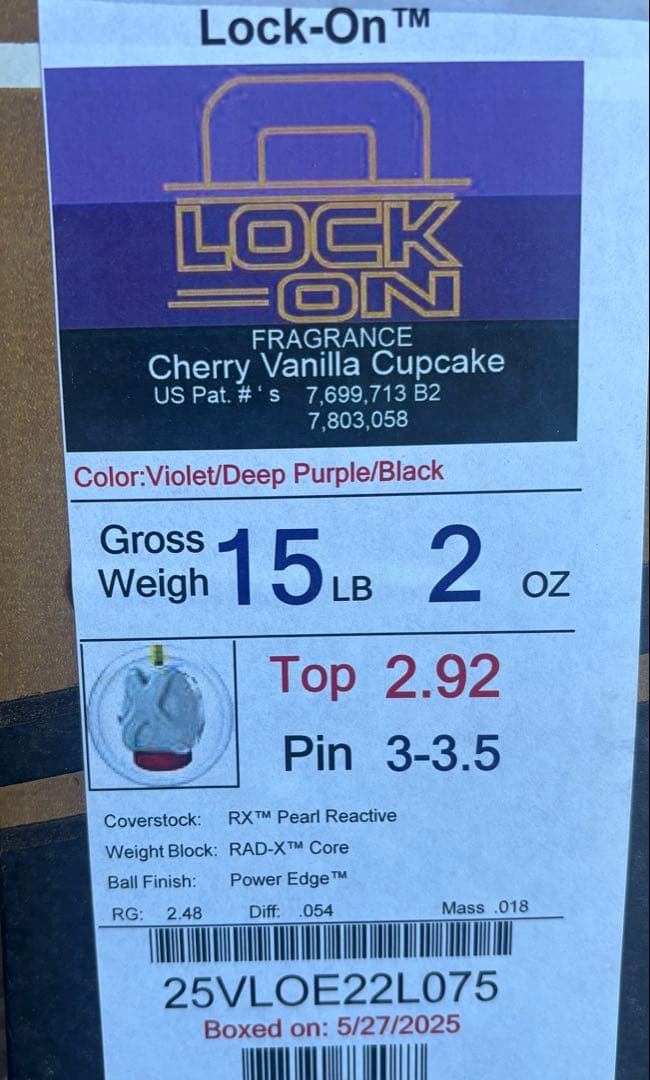 Lock-On™
LOCK
ON
FRAGRANCE
Cherry Vanilla Cupcake
US Pat. # ' s 7,699,713 B2
7,803,058
Color:Violet/Deep Purple/Black
Gross
Weigh 15 LB 2 OZ
Top 2.92
Pin 3-3.5
Coverstock: RX™ Pearl Reactive
Weight Block: RAD-X™ Core
Ball Finish: Power Edge™
RG: 2.48 Diff: .054 Mass .018
25VLOE22L075
Boxed on: 5/27/2025